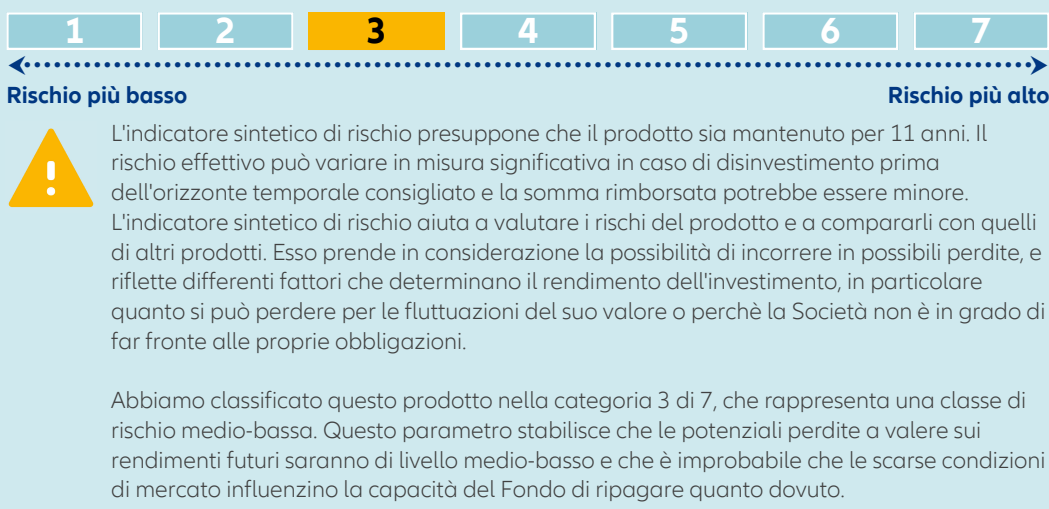 1 2 3 4 5 6 7
Rischio più basso Rischio più alto
L'indicatore sintetico di rischio presuppone che il prodotto sia mantenuto per 11 anni. Il
rischio effettivo può variare in misura significativa in caso di disinvestimento prima
dell'orizzonte temporale consigliato e la somma rimborsata potrebbe essere minore.
L'indicatore sintetico di rischio aiuta a valutare i rischi del prodotto e a compararli con quelli
di altri prodotti. Esso prende in considerazione la possibilità di incorrere in possibili perdite, e
riflette differenti fattori che determinano il rendimento dell'investimento, in particolare
quanto si può perdere per le fluttuazioni del suo valore o perchè la Società non è in grado di
far fronte alle proprie obbligazioni.
Abbiamo classificato questo prodotto nella categoria 3 di 7, che rappresenta una classe di
rischio medio-bassa. Questo parametro stabilisce che le potenziali perdite a valere sui
rendimenti futuri saranno di livello medio-basso e che è improbabile che le scarse condizioni
di mercato influenzino la capacità del Fondo di ripagare quanto dovuto.